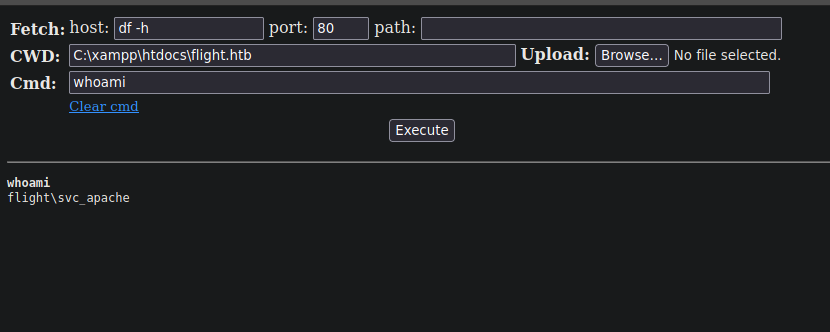 Fetch: host: df -h port: 80 path:
CWD: C:\xampp\htdocs\flight.htb Upload: Browse... No file selected.
Cmd: whoami
Clear cmd
Execute
whoami
flight\svc_apache